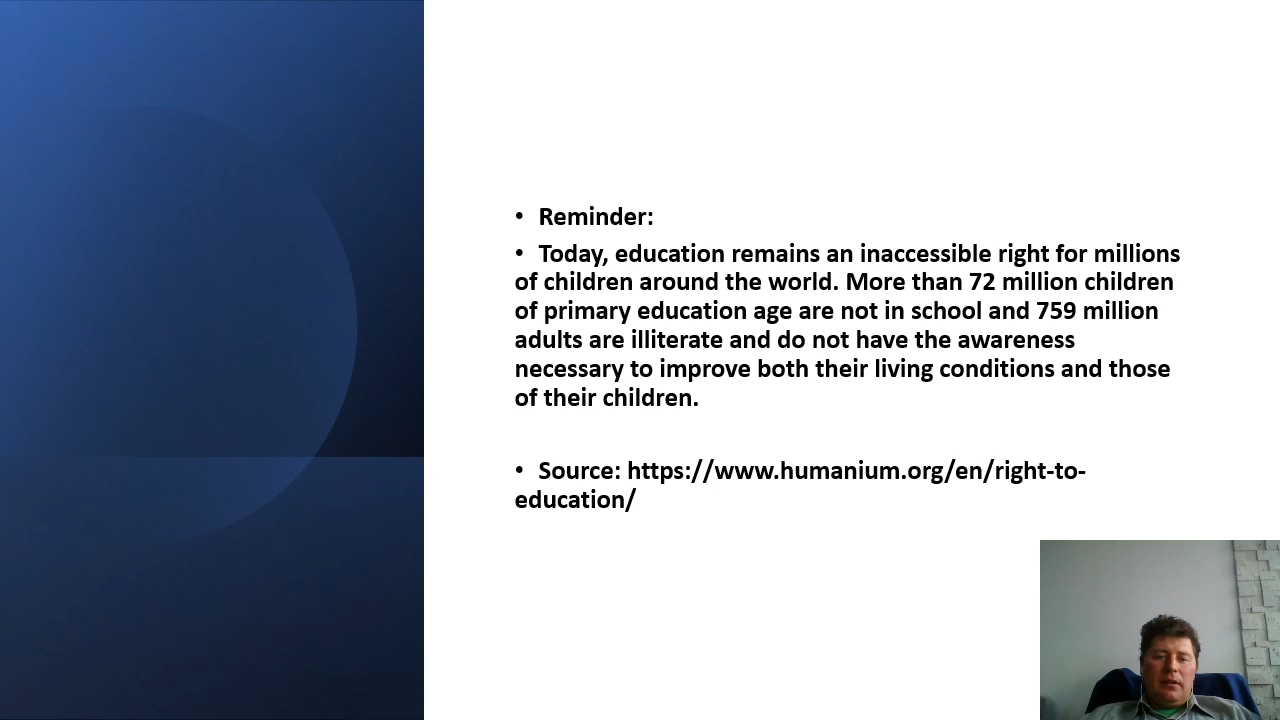 • Reminder:
• Today, education remains an inaccessible right for millions
of children around the world. More than 72 million children
of primary education age are not in school and 759 million
adults are illiterate and do not have the awareness
necessary to improve both their living conditions and those
of their children.
• Source: https://www.humanium.org/en/right-to-
education/